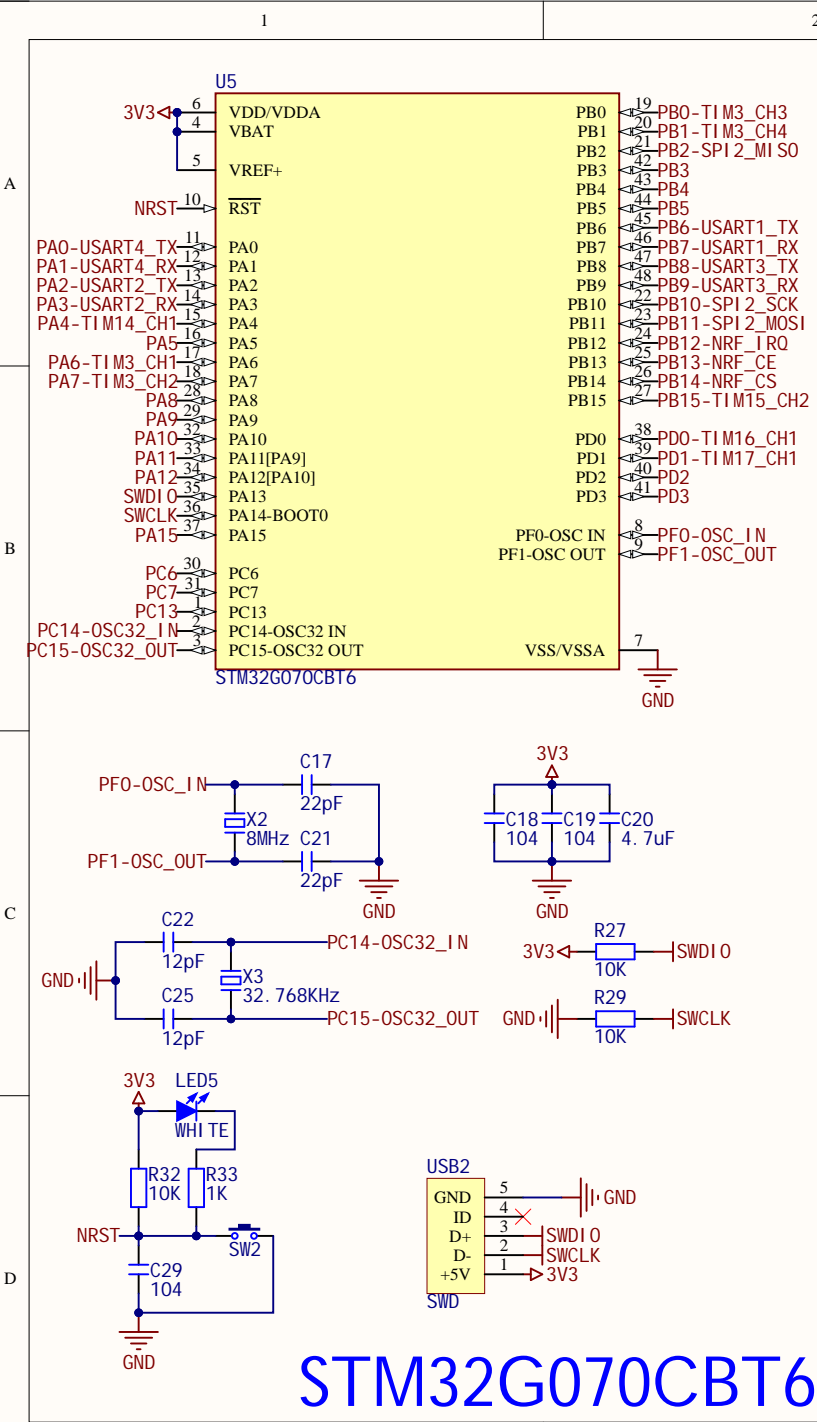 1 2
U5
3V3 6 VDD/VDDA PB0 19 PB0-TIM3_CH3
4 VBAT PB1 20 PB1-TIM3_CH4
PB2 21 PB2-SPI2_MISO
5 VREF+ PB3 42 PB3
PB4 43 PB4
A
NRST 10 RST PB5 44 PB5
PB6 45 PB6-USART1_TX
PA0-USART4_TX 11 PA0 PB7 46 PB7-USART1_RX
PA1-USART4_RX 12 PA1 PB8 47 PB8-USART3_TX
PA2-USART2_TX 13 PA2 PB9 48 PB9-USART3_RX
PA3-USART2_RX 14 PA3 PB10 22 PB10-SPI2_SCK
PA4-TIM14_CH1 15 PA4 PB11 23 PB11-SPI2_MOSI
PA5 16 PA5 PB12 24 PB12-NRF_IRQ
PA6-TIM3_CH1 17 PA6 PB13 25 PB13-NRF_CE
PA7-TIM3_CH2 18 PA7 PB14 26 PB14-NRF_CS
PA8 28 PA8 PB15 27 PB15-TIM15_CH2
PA9 29 PA9
PA10 32 PA10 PD0 38 PD0-TIM16_CH1
PA11 33 PA11[PA9] PD1 39 PD1-TIM17_CH1
PA12 34 PA12[PA10] PD2 40 PD2
SWDIO 35 PA13 PD3 41 PD3
SWCLK 36 PA14-BOOT0
PA15 37 PA15 PF0-OSC IN 8 PF0-OSC_IN
B
PF1-OSC OUT 9 PF1-OSC_OUT
PC6 30 PC6
PC7 31 PC7
PC13 1 PC13
PC14-OSC32_IN 2 PC14-OSC32 IN
PC15-OSC32_OUT 3 PC15-OSC32 OUT VSS/VSSA 7
STM32G070CBT6
GND
3V3
C17
PF0-OSC_IN
22pF
X2 C18 C19 C20
8MHz C21 104 104 4.7uF
PF1-OSC_OUT
22pF
GND GND
C
C22 R27
PC14-OSC32_IN 3V3 SWDIO
12pF 10K
GND X3
C25 32.768KHz R29
PC15-OSC32_OUT GND SWCLK
12pF 10K
3V3 LED5
WHITE
USB2
R32 R33
10K 1K
GND 5 GND
ID 4
NRST D+ 3 SWDIO
SW2 D- 2 SWCLK
C29 +5V 1 3V3
D
104 SWD
GND
STM32G070CBT6